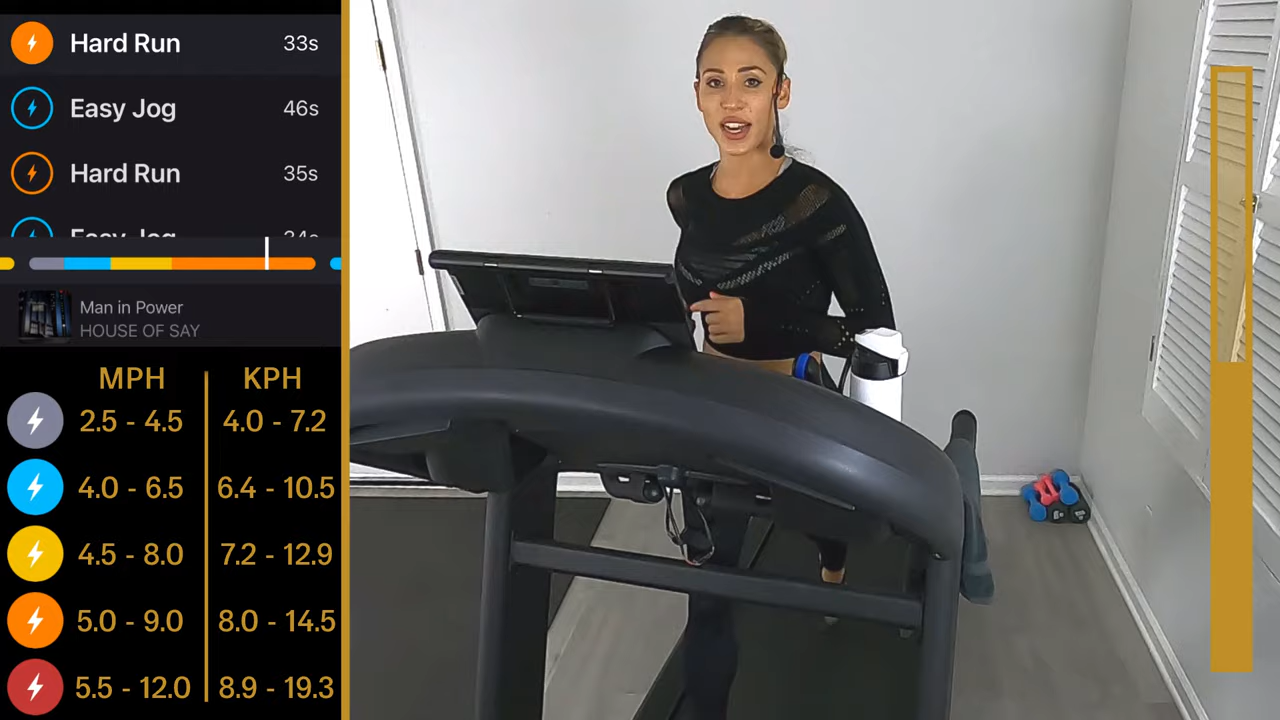 Hard Run 33s
Easy Jog 46s
Hard Run 35s
Easy Jog 34s
Man in Power
HOUSE OF SAY
MPH KPH
2.5 - 4.5 4.0 - 7.2
4.0 - 6.5 6.4 - 10.5
4.5 - 8.0 7.2 - 12.9
5.0 - 9.0 8.0 - 14.5
5.5 - 12.0 8.9 - 19.3